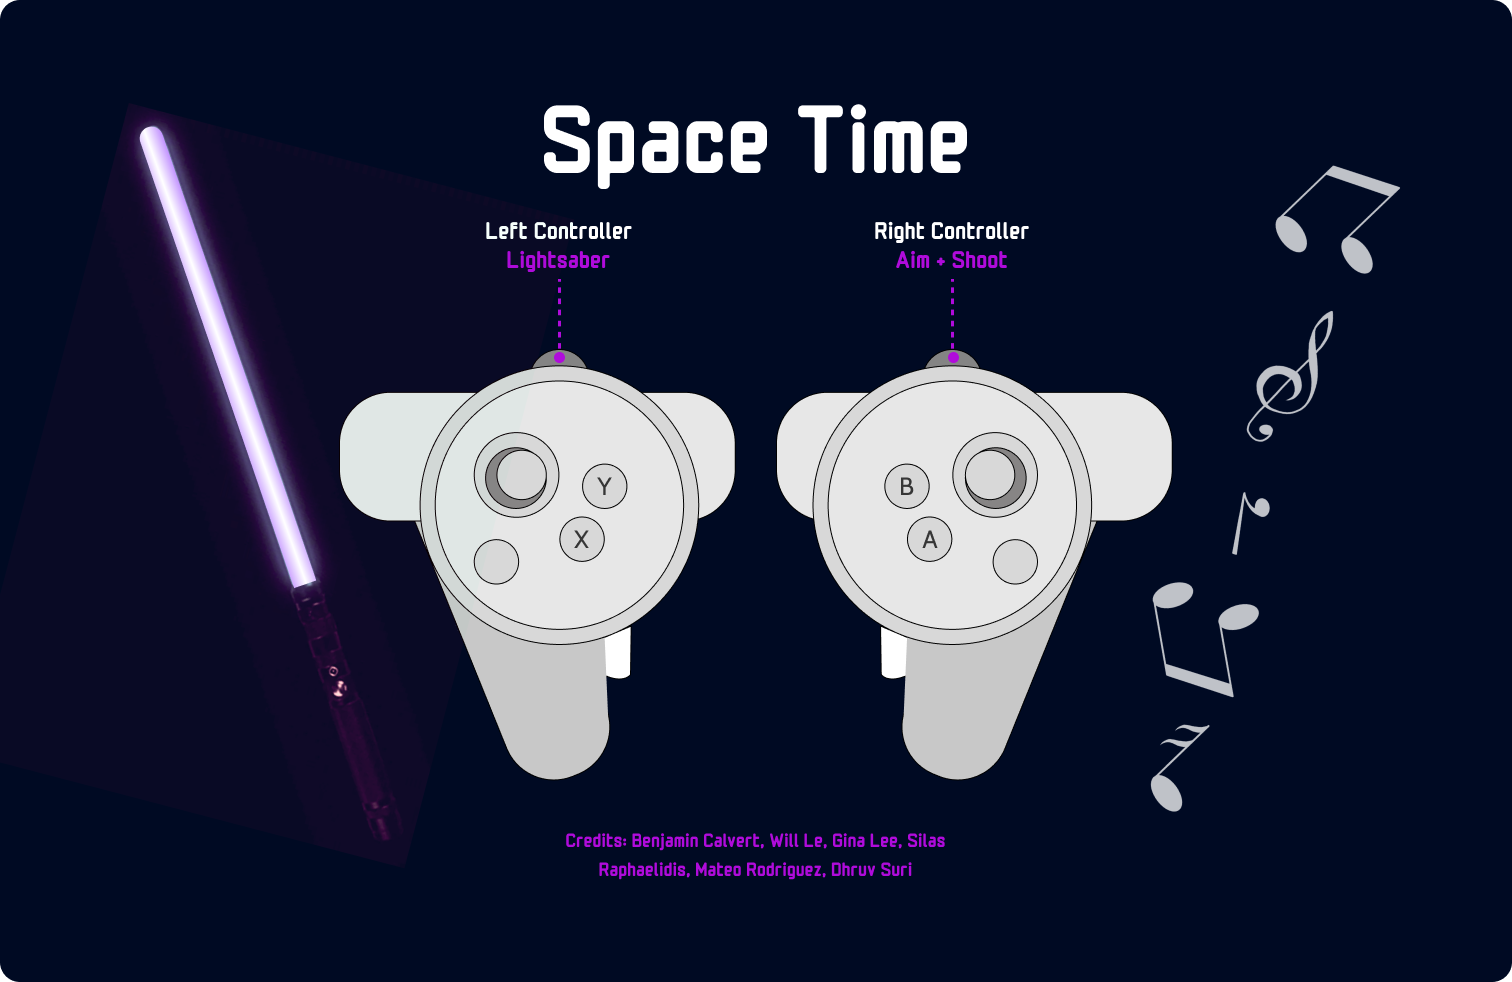 Space Time
Left Controller
Lightsaber
Right Controller
Aim + Shoot
Y
X
B
A
Credits: Benjamin Calvert, Will Le, Gina Lee, Silas
Raphaelidis, Mateo Rodriguez, Dhruv Suri